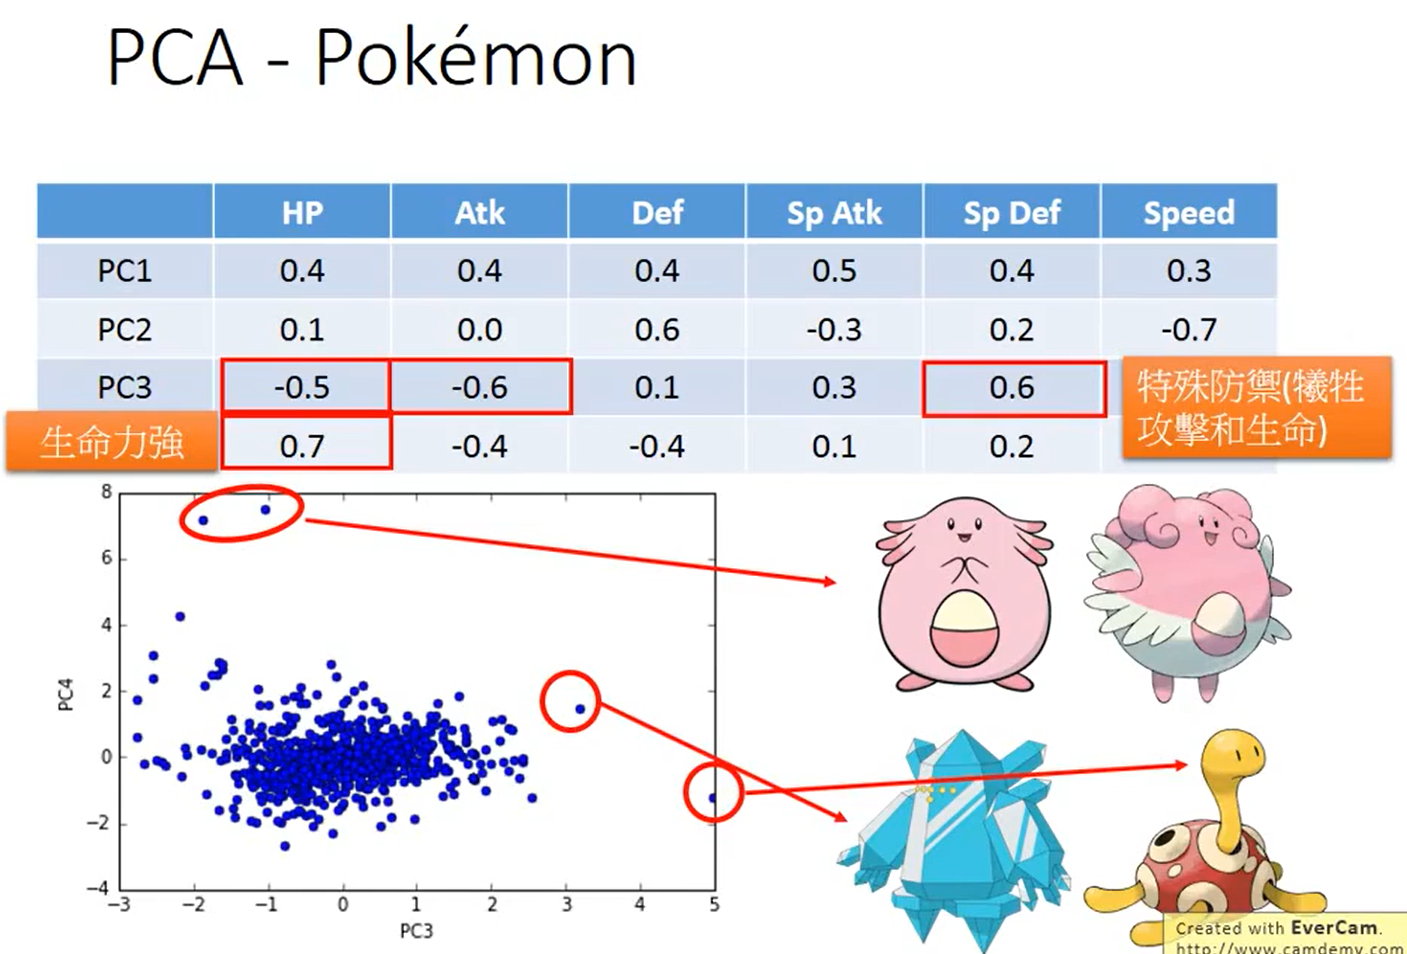 PCA - Pokémon
HP Atk Def Sp Atk Sp Def Speed
PC1 0.4 0.4 0.4 0.5 0.4 0.3
PC2 0.1 0.0 0.6 -0.3 0.2 -0.7
PC3 -0.5 -0.6 0.1 0.3 0.6
特殊防禦(犧牲
攻擊和生命)
生命力強 0.7 -0.4 -0.4 0.1 0.2
8
6
4
2
0
−2
−4
PC4
−3 −2 −1 0 1 2 3 4 5
PC3
Created with EverCam.
http://www.camdemy.com